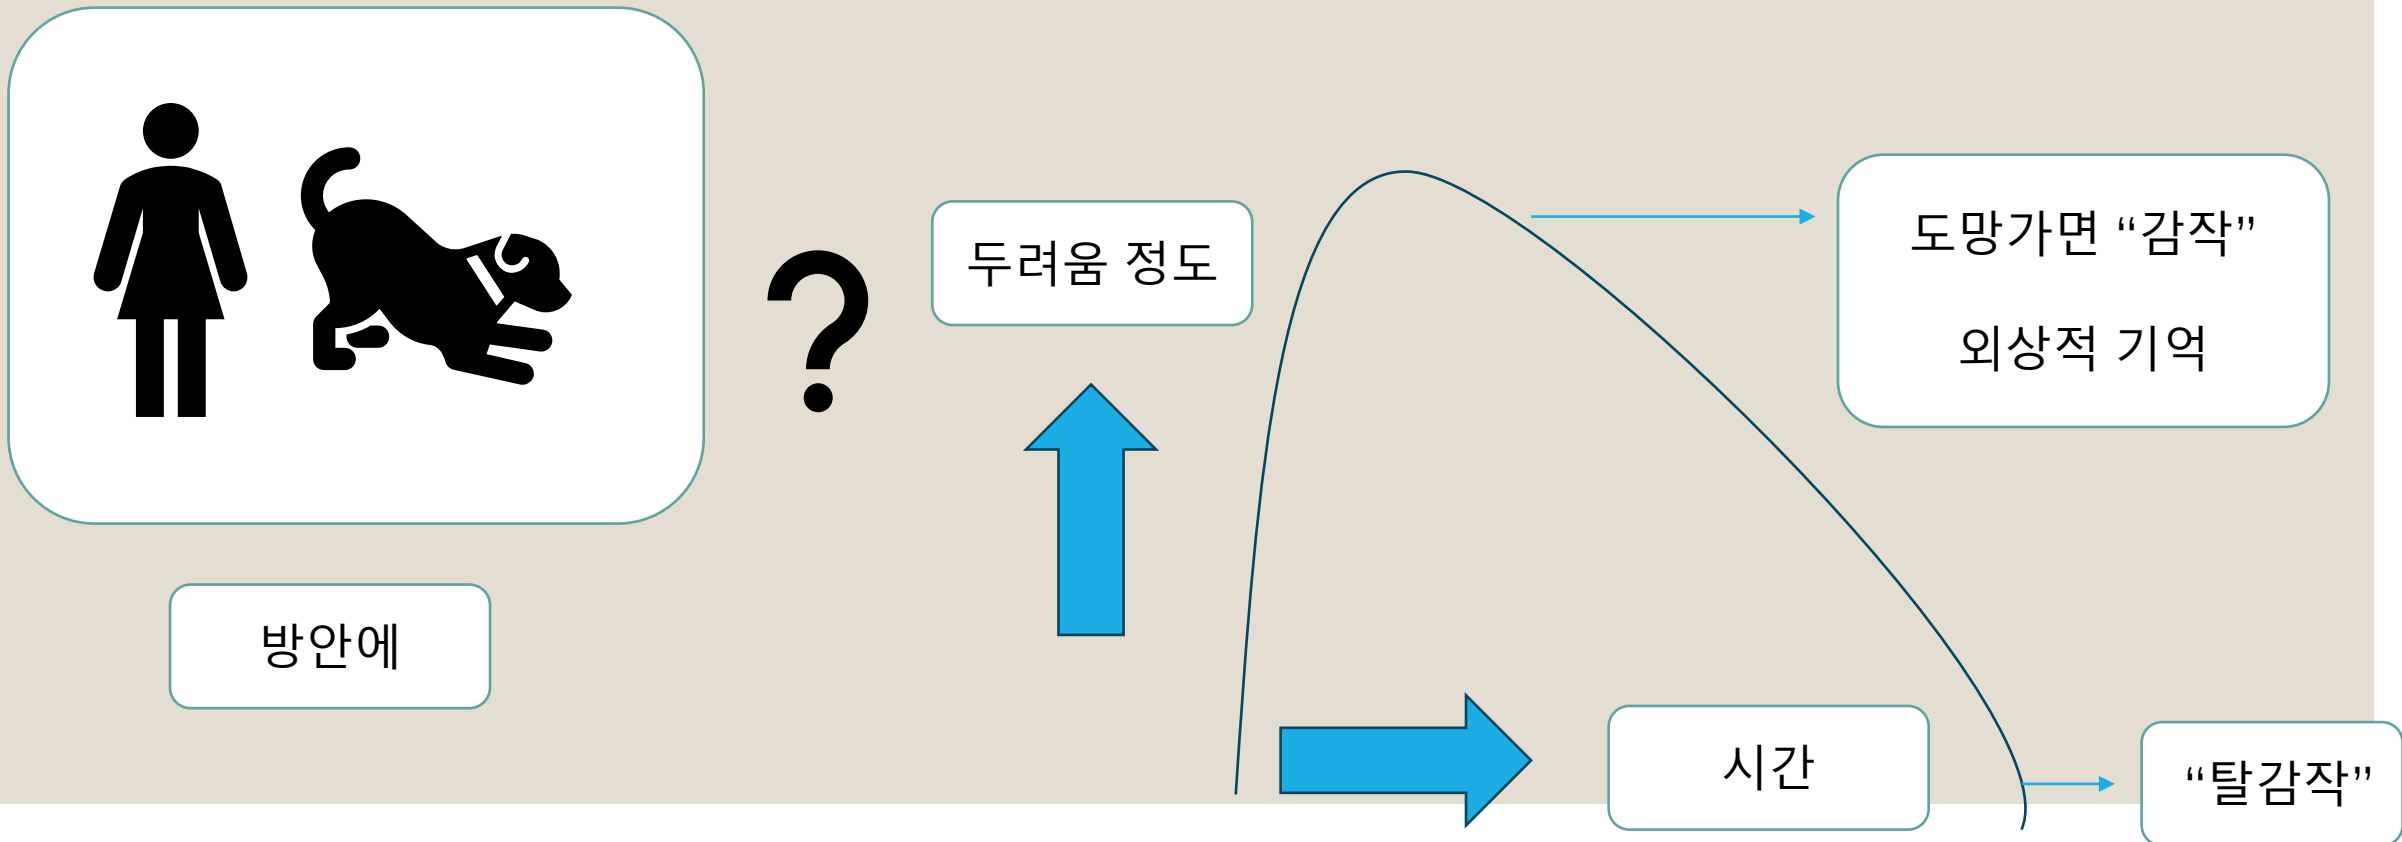 ?
두려움 정도
도망가면 “감작”
외상적 기억
방안에
시간
“탈감작”